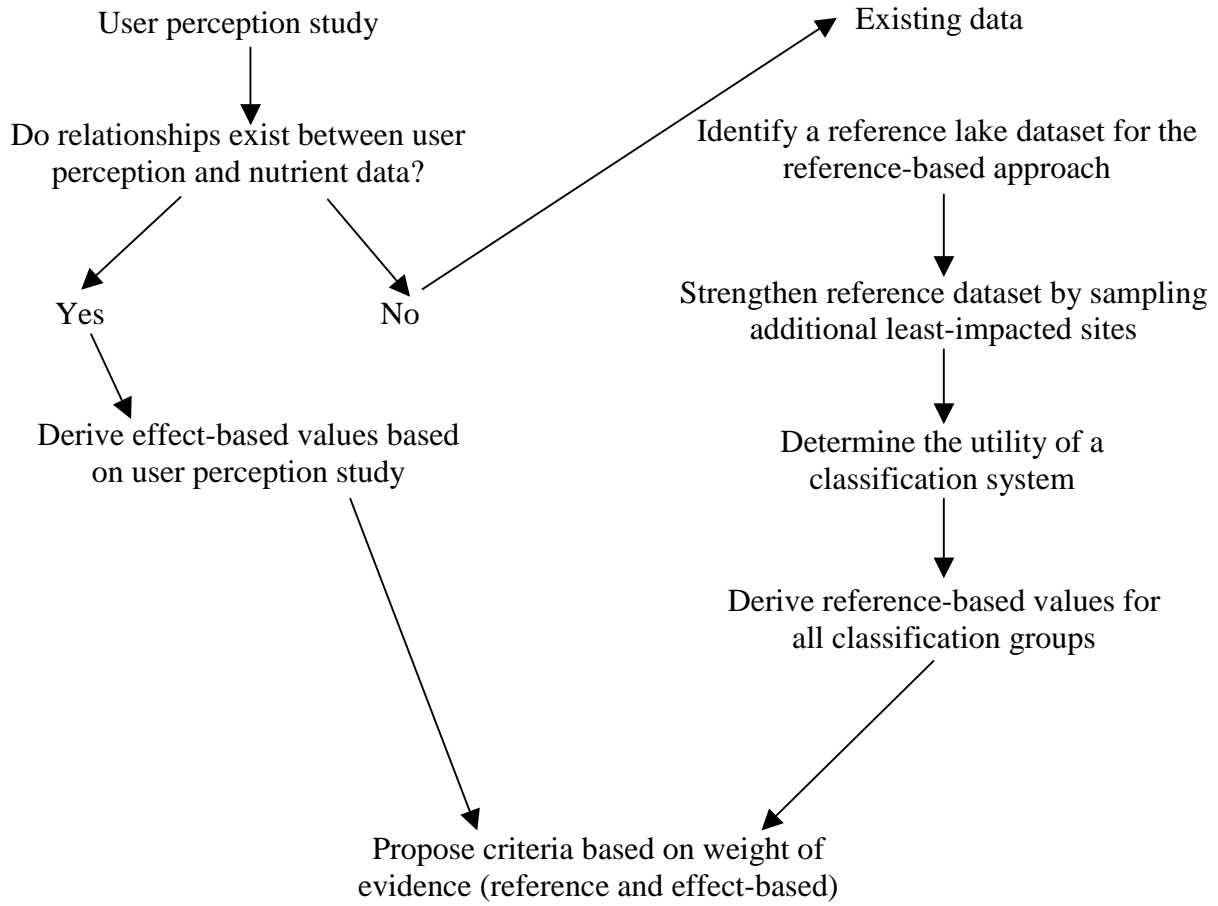 User perception study
Do relationships exist between user
perception and nutrient data?
Yes
No
Derive effect-based values based
on user perception study
Existing data
Identify a reference lake dataset for the
reference-based approach
Strengthen reference dataset by sampling
additional least-impacted sites
Determine the utility of a
classification system
Derive reference-based values for
all classification groups
Propose criteria based on weight of
evidence (reference and effect-based)